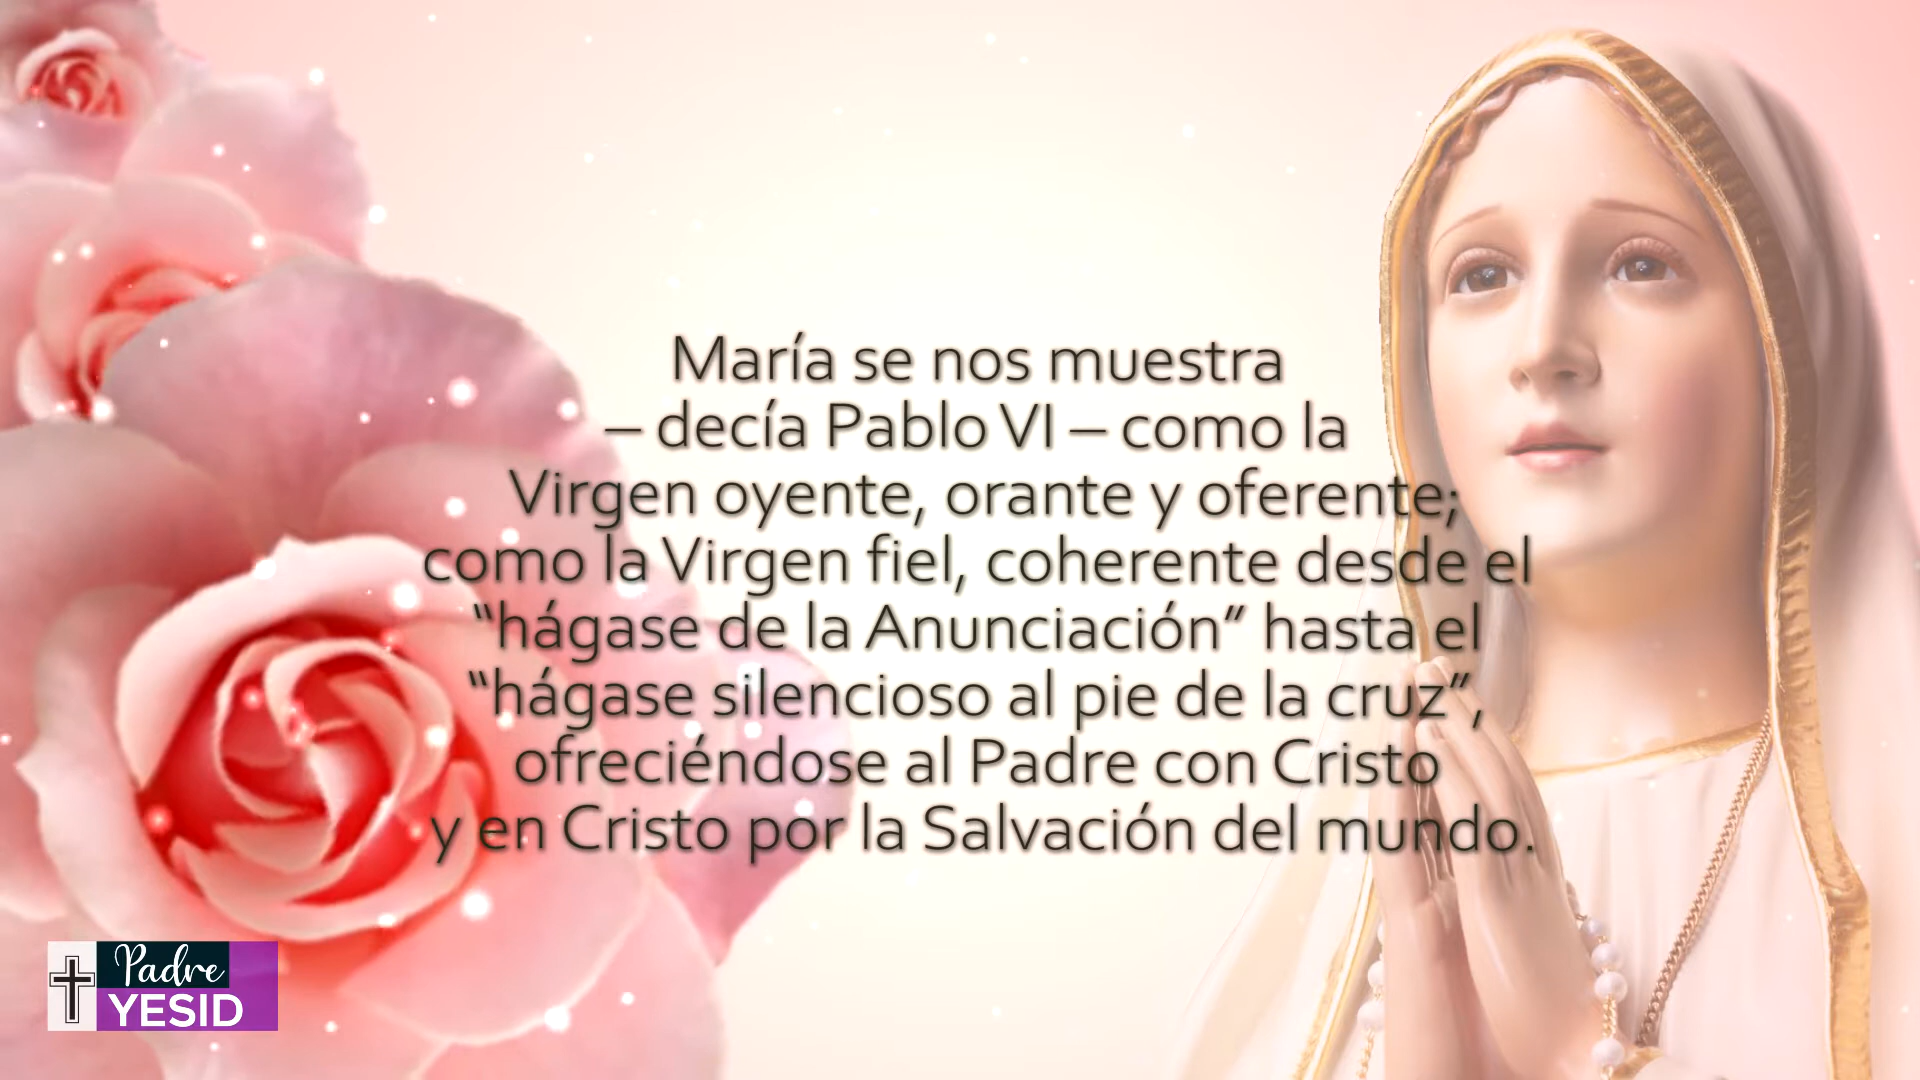 María se nos muestra
– decía Pablo VI – como la
Virgen oyente, orante y oferente;
como la Virgen fiel, coherente desde el
“hágase de la Anunciación” hasta el
“hágase silencioso al pie de la cruz”,
ofreciéndose al Padre con Cristo
y en Cristo por la Salvación del mundo.
Padre
YESID